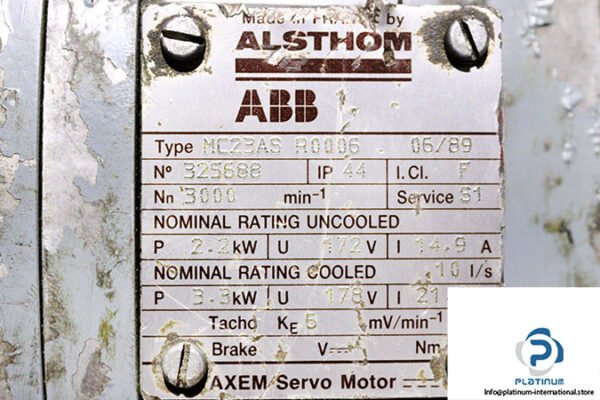 Made in FRANCE by
ALSTHOM
ABB
Type MC23AS R0006 06/89
N° 325688 IP 44 I.Cl. F
Nn 3000 min-1 Service S1
NOMINAL RATING UNCOOLED
P 2.2kW U 172 V I 14.9 A
NOMINAL RATING COOLED 10 l/s
P 3.3kW U 178 V I 21
Tacho KE 6 mV/min-1
Brake V Nm
AXEM Servo Motor
PLATINUM
INTERNATIONAL
info@platinum-international.store